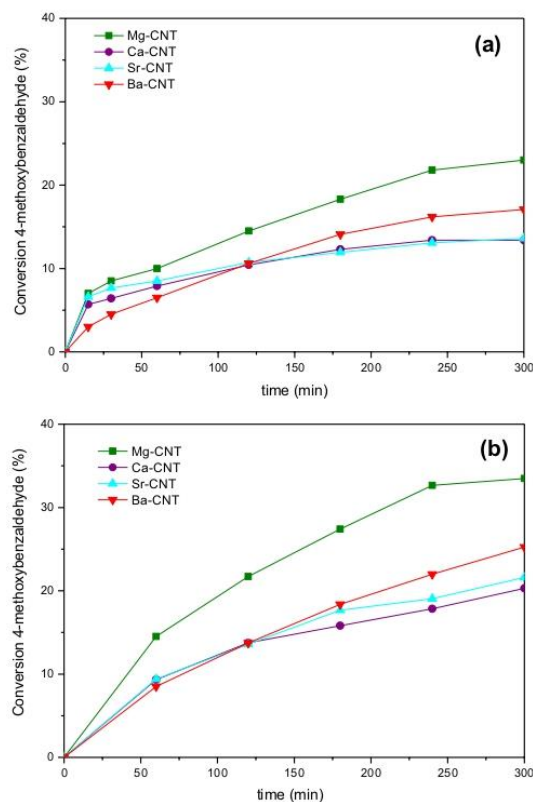 (a)
Mg-CNT
Ca-CNT
Sr-CNT
Ba-CNT
Conversion 4-methoxybenzaldehyde (%)
40
30
20
10
0
0 50 100 150 200 250 300
time (min)
(b)
Mg-CNT
Ca-CNT
Sr-CNT
Ba-CNT
Conversion 4-methoxybenzaldehyde (%)
40
30
20
10
0
0 50 100 150 200 250 300
time (min)